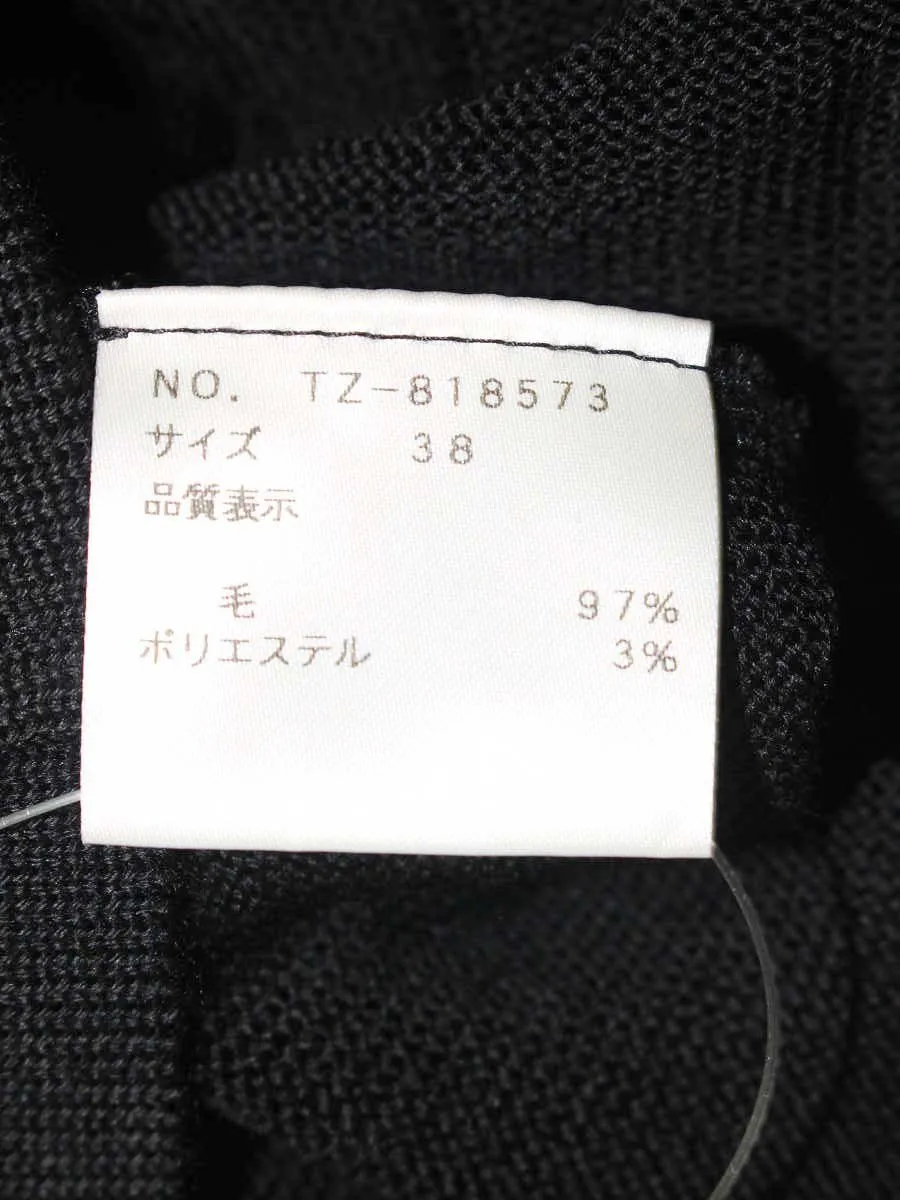 NO. TZ-818573
サイズ 38
品質表示
毛 97%
ポリエステル 3%